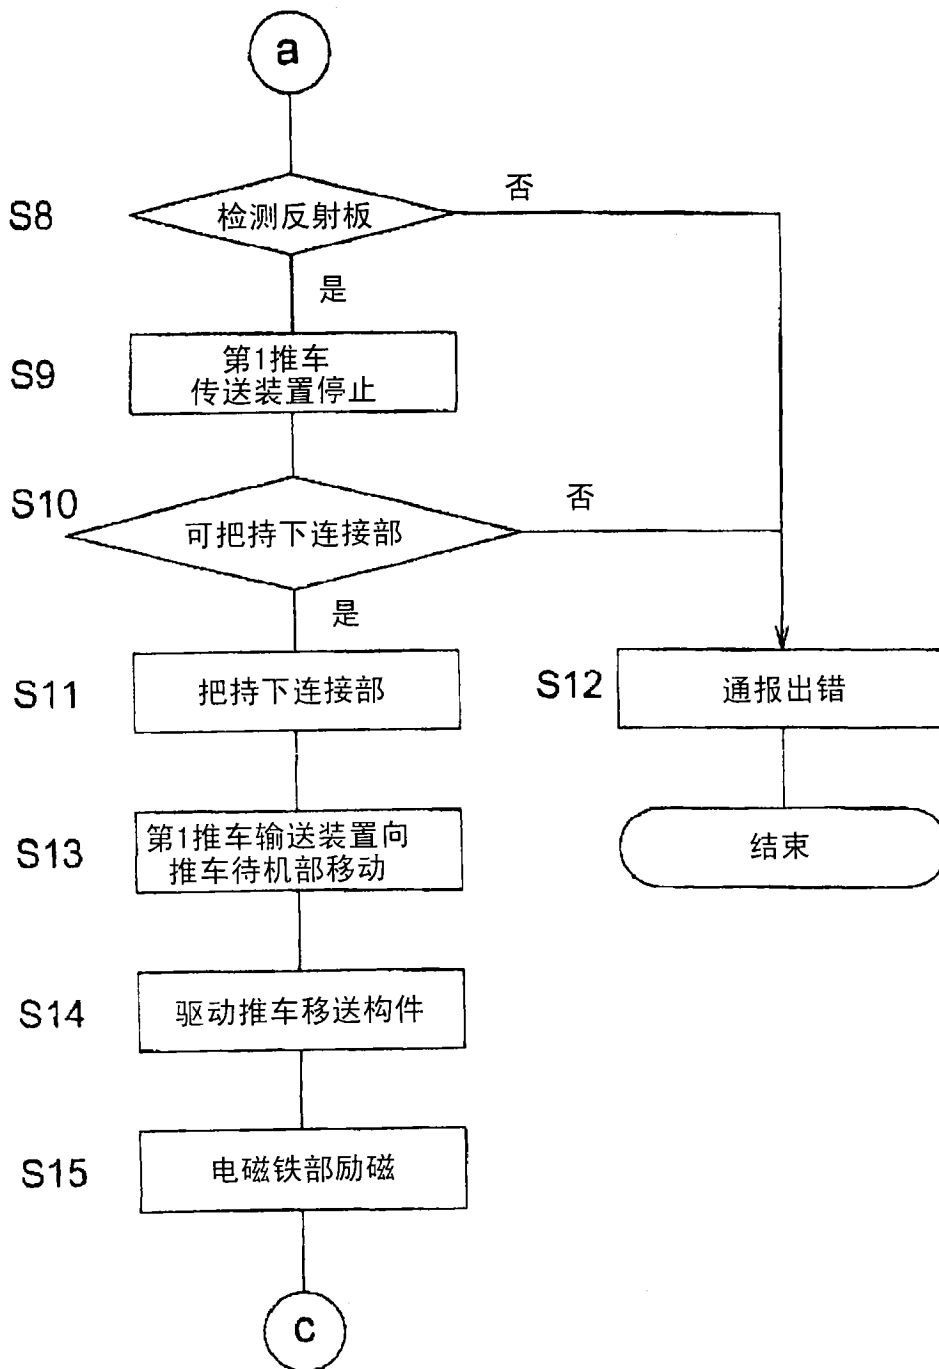 a
S8
检测反射板
否
是
S9
第1推车
传送装置停止
S10
可把持下连接部
否
是
S11
把持下连接部
S12
通报出错
S13
第1推车输送装置向
推车待机部移动
结束
S14
驱动推车移送构件
S15
电磁铁部励磁
c